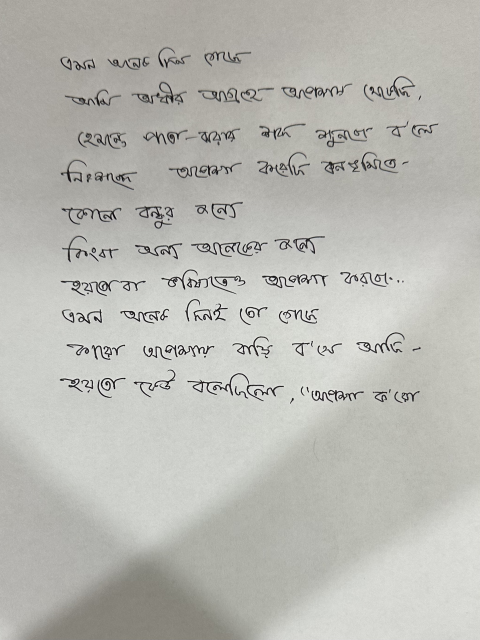 এমন অনেক দিন গেছে
আমি অধীর আগ্রহে অপেক্ষায় থেকেছি,
হেমন্তে পাতা-ঝরার শব্দ শুনবো ব'লে
নিঃশব্দে অপেক্ষা করেছি বনভূমিতে-
কোনো বন্ধুর জন্যে
কিংবা অন্য অনেকের জন্যে
হয়তো বা ভবিষ্যতেও অপেক্ষা করবো...
এমন অনেক দিনই তো গেছে
কারো অপেক্ষায় বাড়ি ব'সে আছি-
হয়তো কেউ বলেছিলো, "অপেক্ষা ক'রো